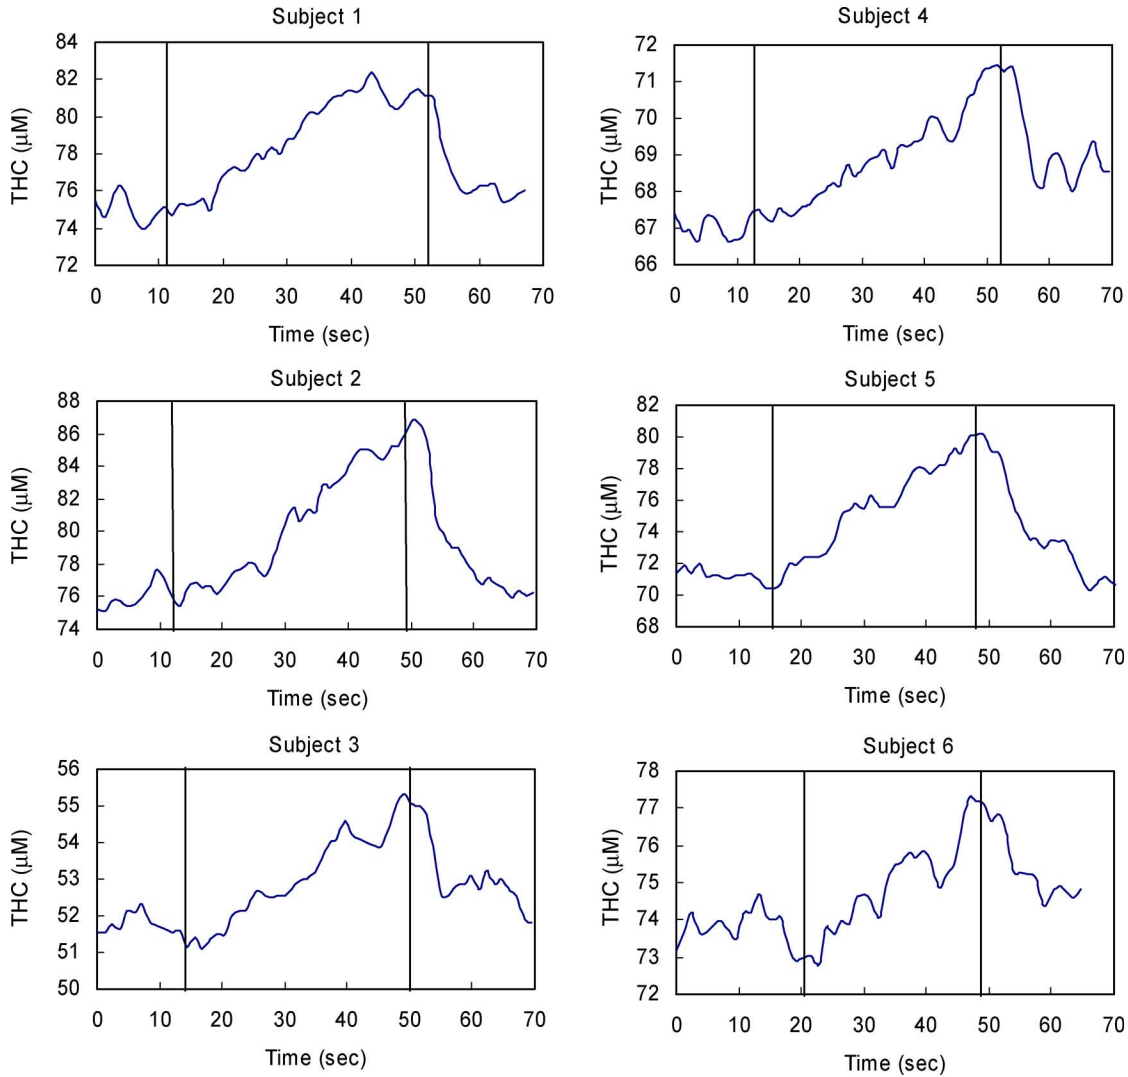 Subject 1
84
82
80
78
76
74
72
THC (μM)
0 10 20 30 40 50 60 70
Time (sec)
Subject 4
72
71
70
69
68
67
66
THC (μM)
0 10 20 30 40 50 60 70
Time (sec)
Subject 2
88
86
84
82
80
78
76
74
THC (μM)
0 10 20 30 40 50 60 70
Time (sec)
Subject 5
82
80
78
76
74
72
70
68
THC (μM)
0 10 20 30 40 50 60 70
Time (sec)
Subject 3
56
55
54
53
52
51
50
THC (μM)
0 10 20 30 40 50 60 70
Time (sec)
Subject 6
78
77
76
75
74
73
72
THC (μM)
0 10 20 30 40 50 60 70
Time (sec)